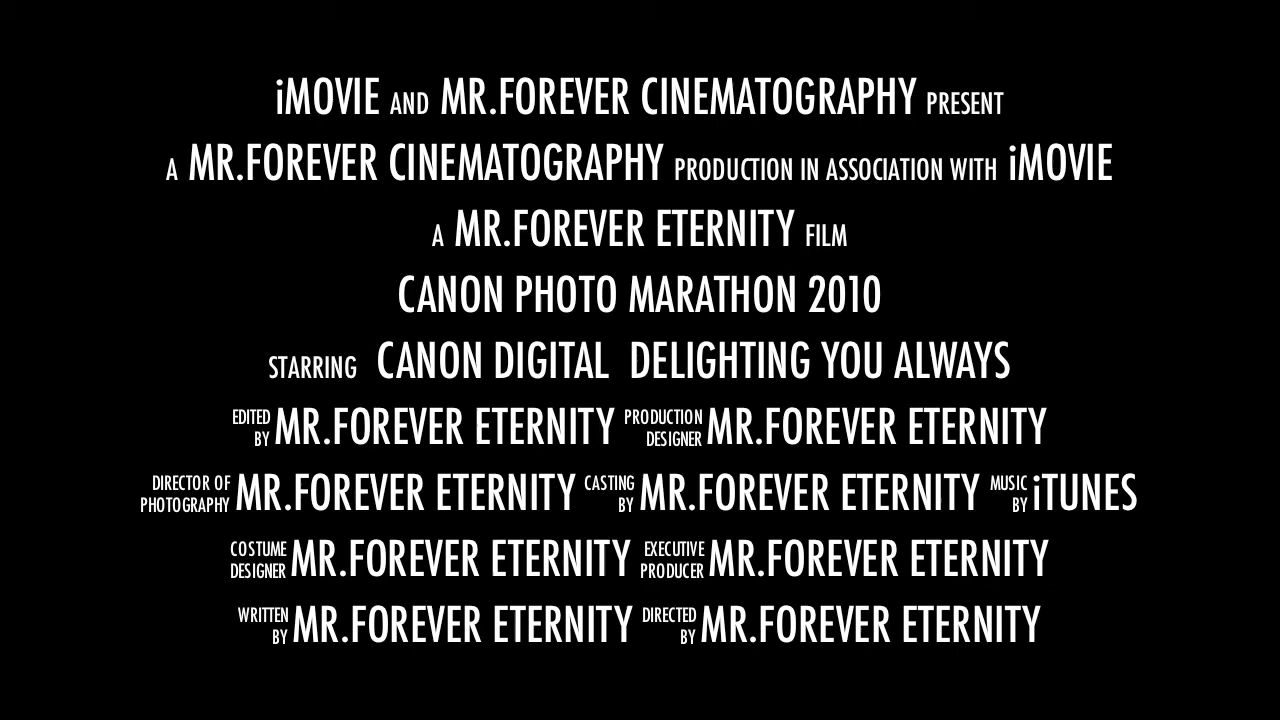 iMOVIE AND MR.FOREVER CINEMATOGRAPHY PRESENT
A MR.FOREVER CINEMATOGRAPHY PRODUCTION IN ASSOCIATION WITH iMOVIE
A MR.FOREVER ETERNITY FILM
CANON PHOTO MARATHON 2010
STARRING CANON DIGITAL DELIGHTING YOU ALWAYS
EDITED BY MR.FOREVER ETERNITY PRODUCTION DESIGNER MR.FOREVER ETERNITY
DIRECTOR OF PHOTOGRAPHY MR.FOREVER ETERNITY CASTING BY MR.FOREVER ETERNITY MUSIC BY iTUNES
COSTUME DESIGNER MR.FOREVER ETERNITY EXECUTIVE PRODUCER MR.FOREVER ETERNITY
WRITTEN BY MR.FOREVER ETERNITY DIRECTED BY MR.FOREVER ETERNITY